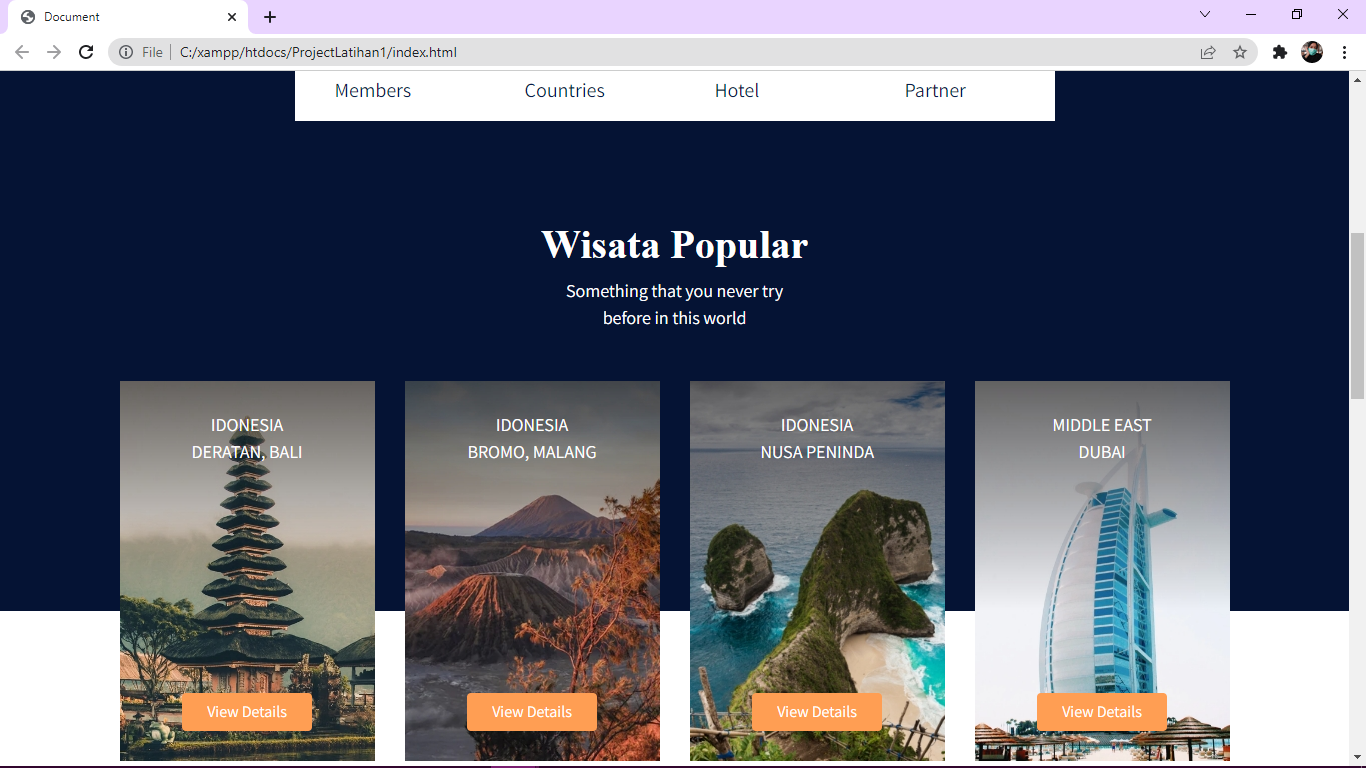 Document
File
C:/xampp/htdocs/ProjectLatihan1/index.html
Members Countries Hotel Partner
Wisata Popular
Something that you never try
before in this world
IDONESIA
DERATAN, BALI
View Details
IDONESIA
BROMO, MALANG
View Details
IDONESIA
NUSA PENINDA
View Details
MIDDLE EAST
DUBAI
View Details